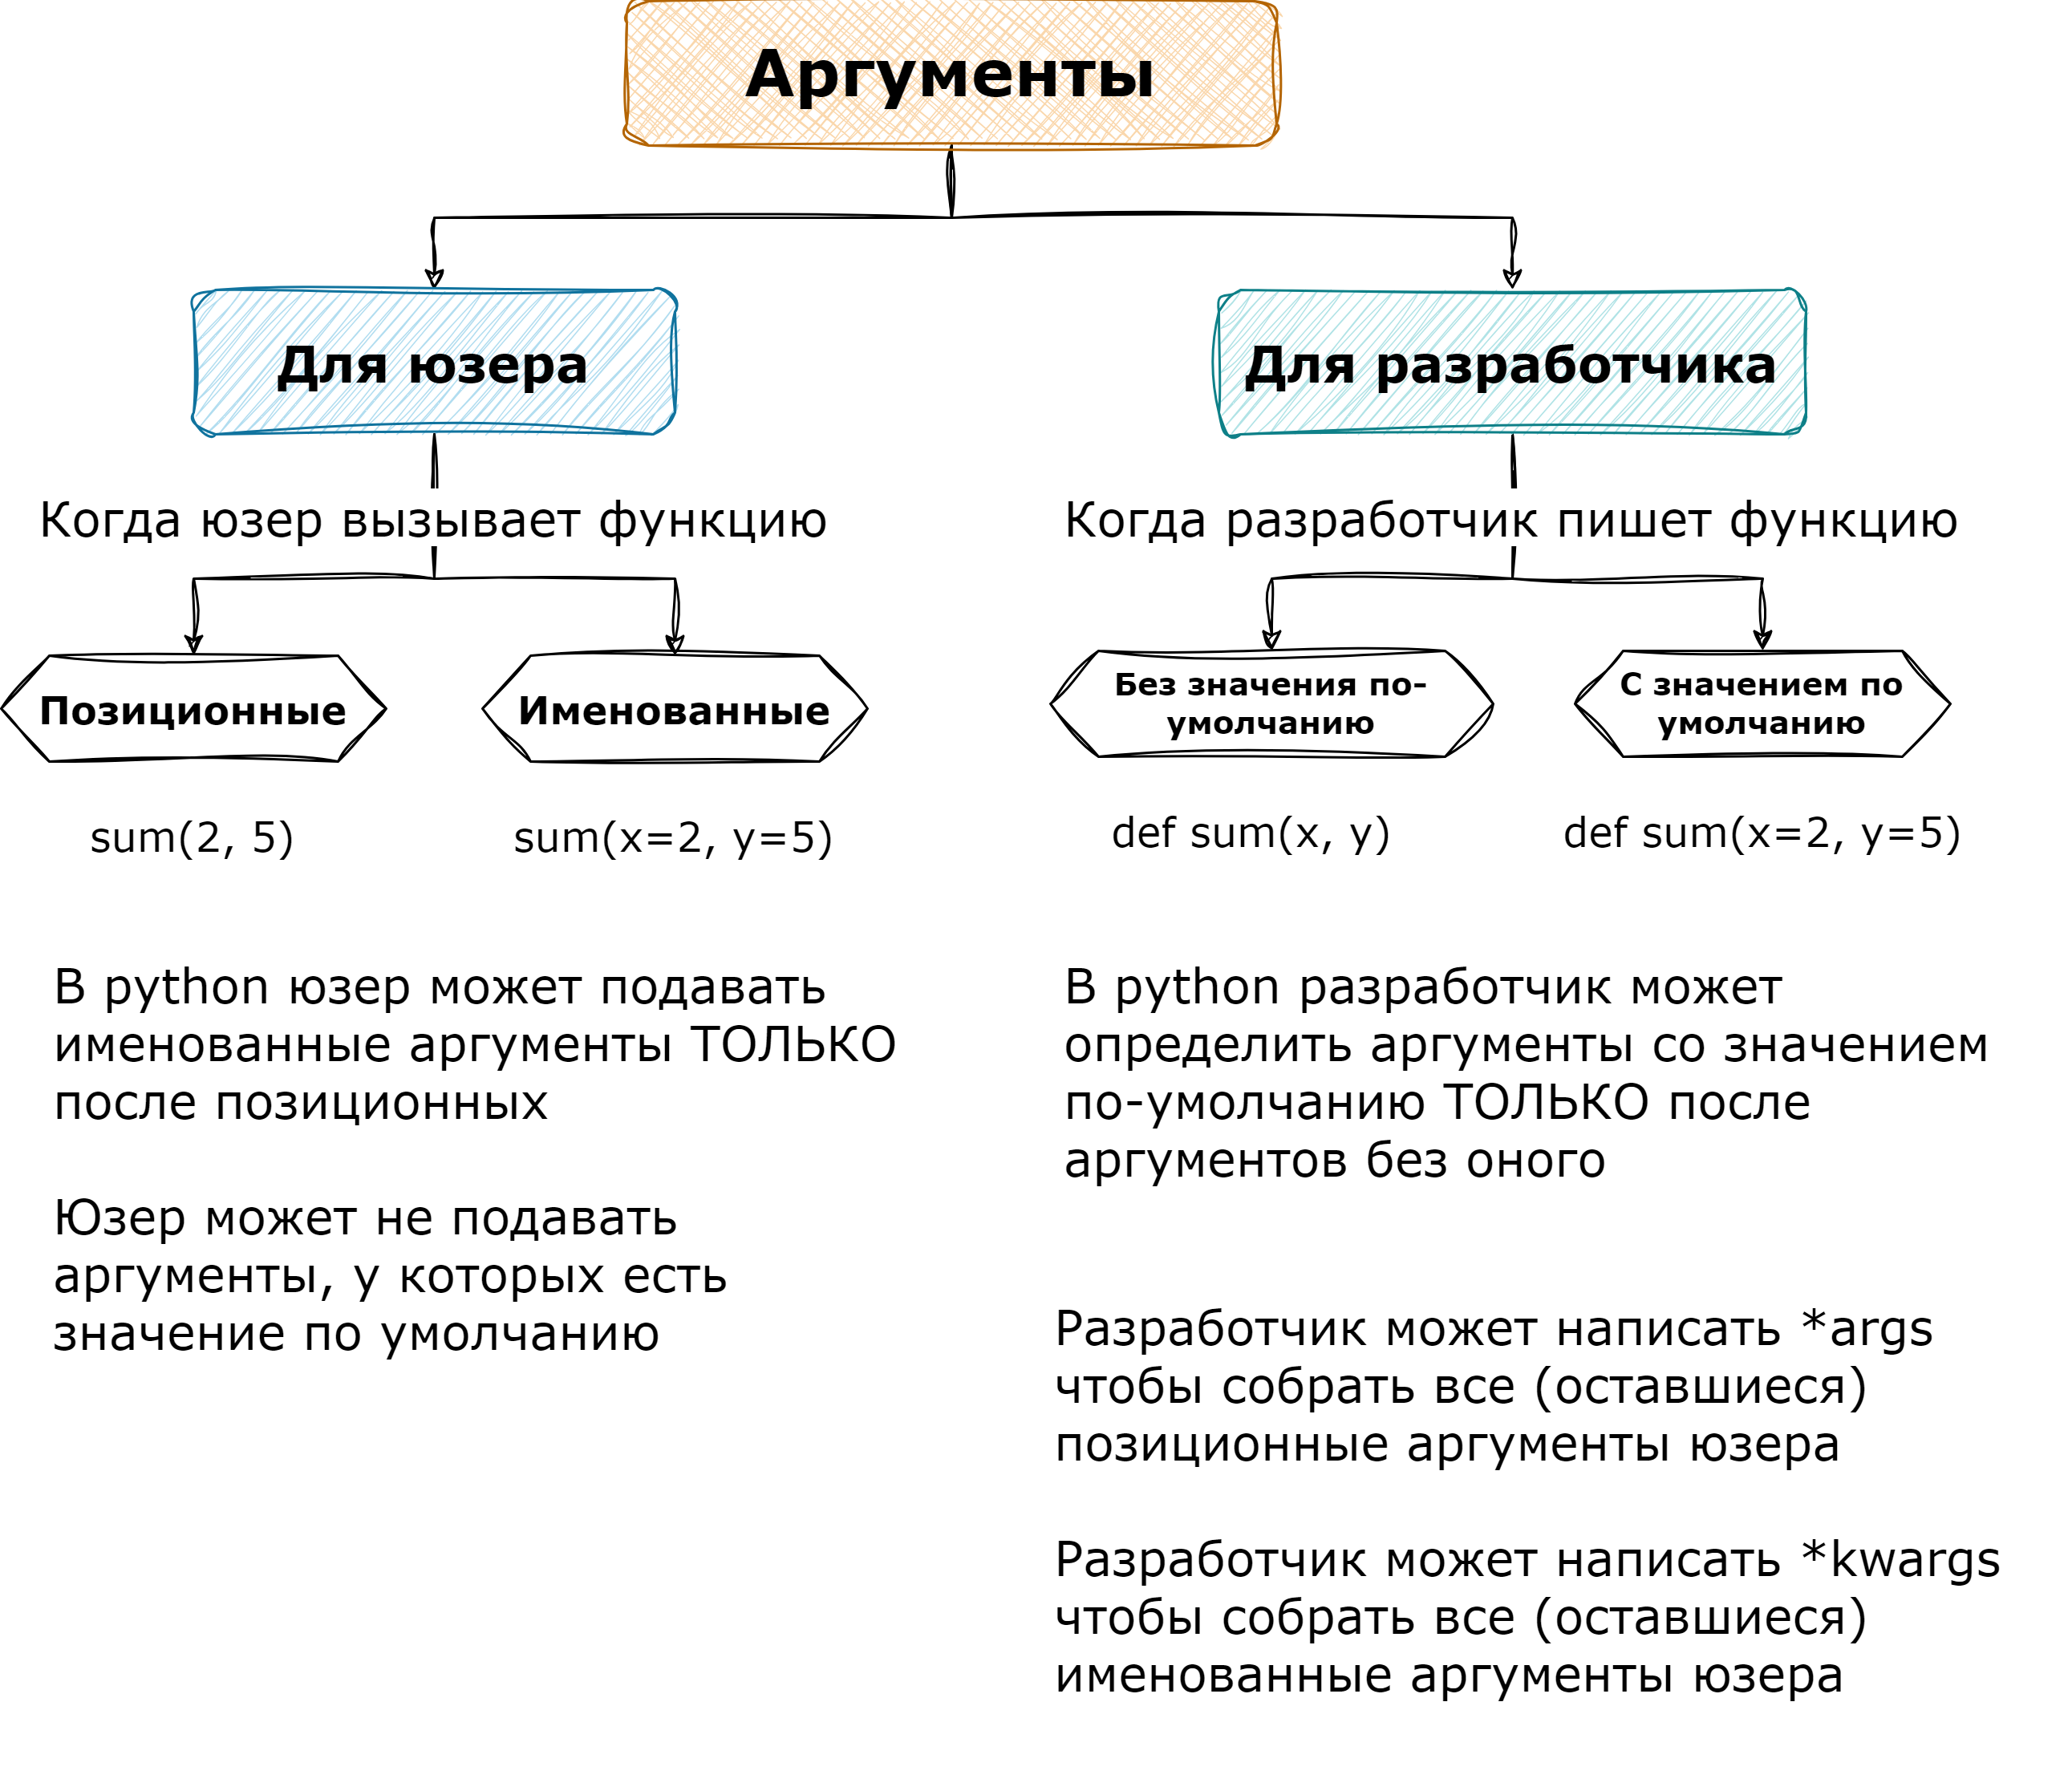 Аргументы
Для юзера
Для разработчика
Когда юзер вызывает функцию
Когда разработчик пишет функцию
Позиционные
Именованные
Без значения по-
умолчанию
С значением по
умолчанию
sum(2, 5)
sum(x=2, y=5)
def sum(x, y)
def sum(x=2, y=5)
В python юзер может подавать
именованные аргументы ТОЛЬКО
после позиционных
Юзер может не подавать
аргументы, у которых есть
значение по умолчанию
В python разработчик может
определить аргументы со значением
по-умолчанию ТОЛЬКО после
аргументов без оного
Разработчик может написать *args
чтобы собрать все (оставшиеся)
позиционные аргументы юзера
Разработчик может написать *kwargs
чтобы собрать все (оставшиеся)
именованные аргументы юзера